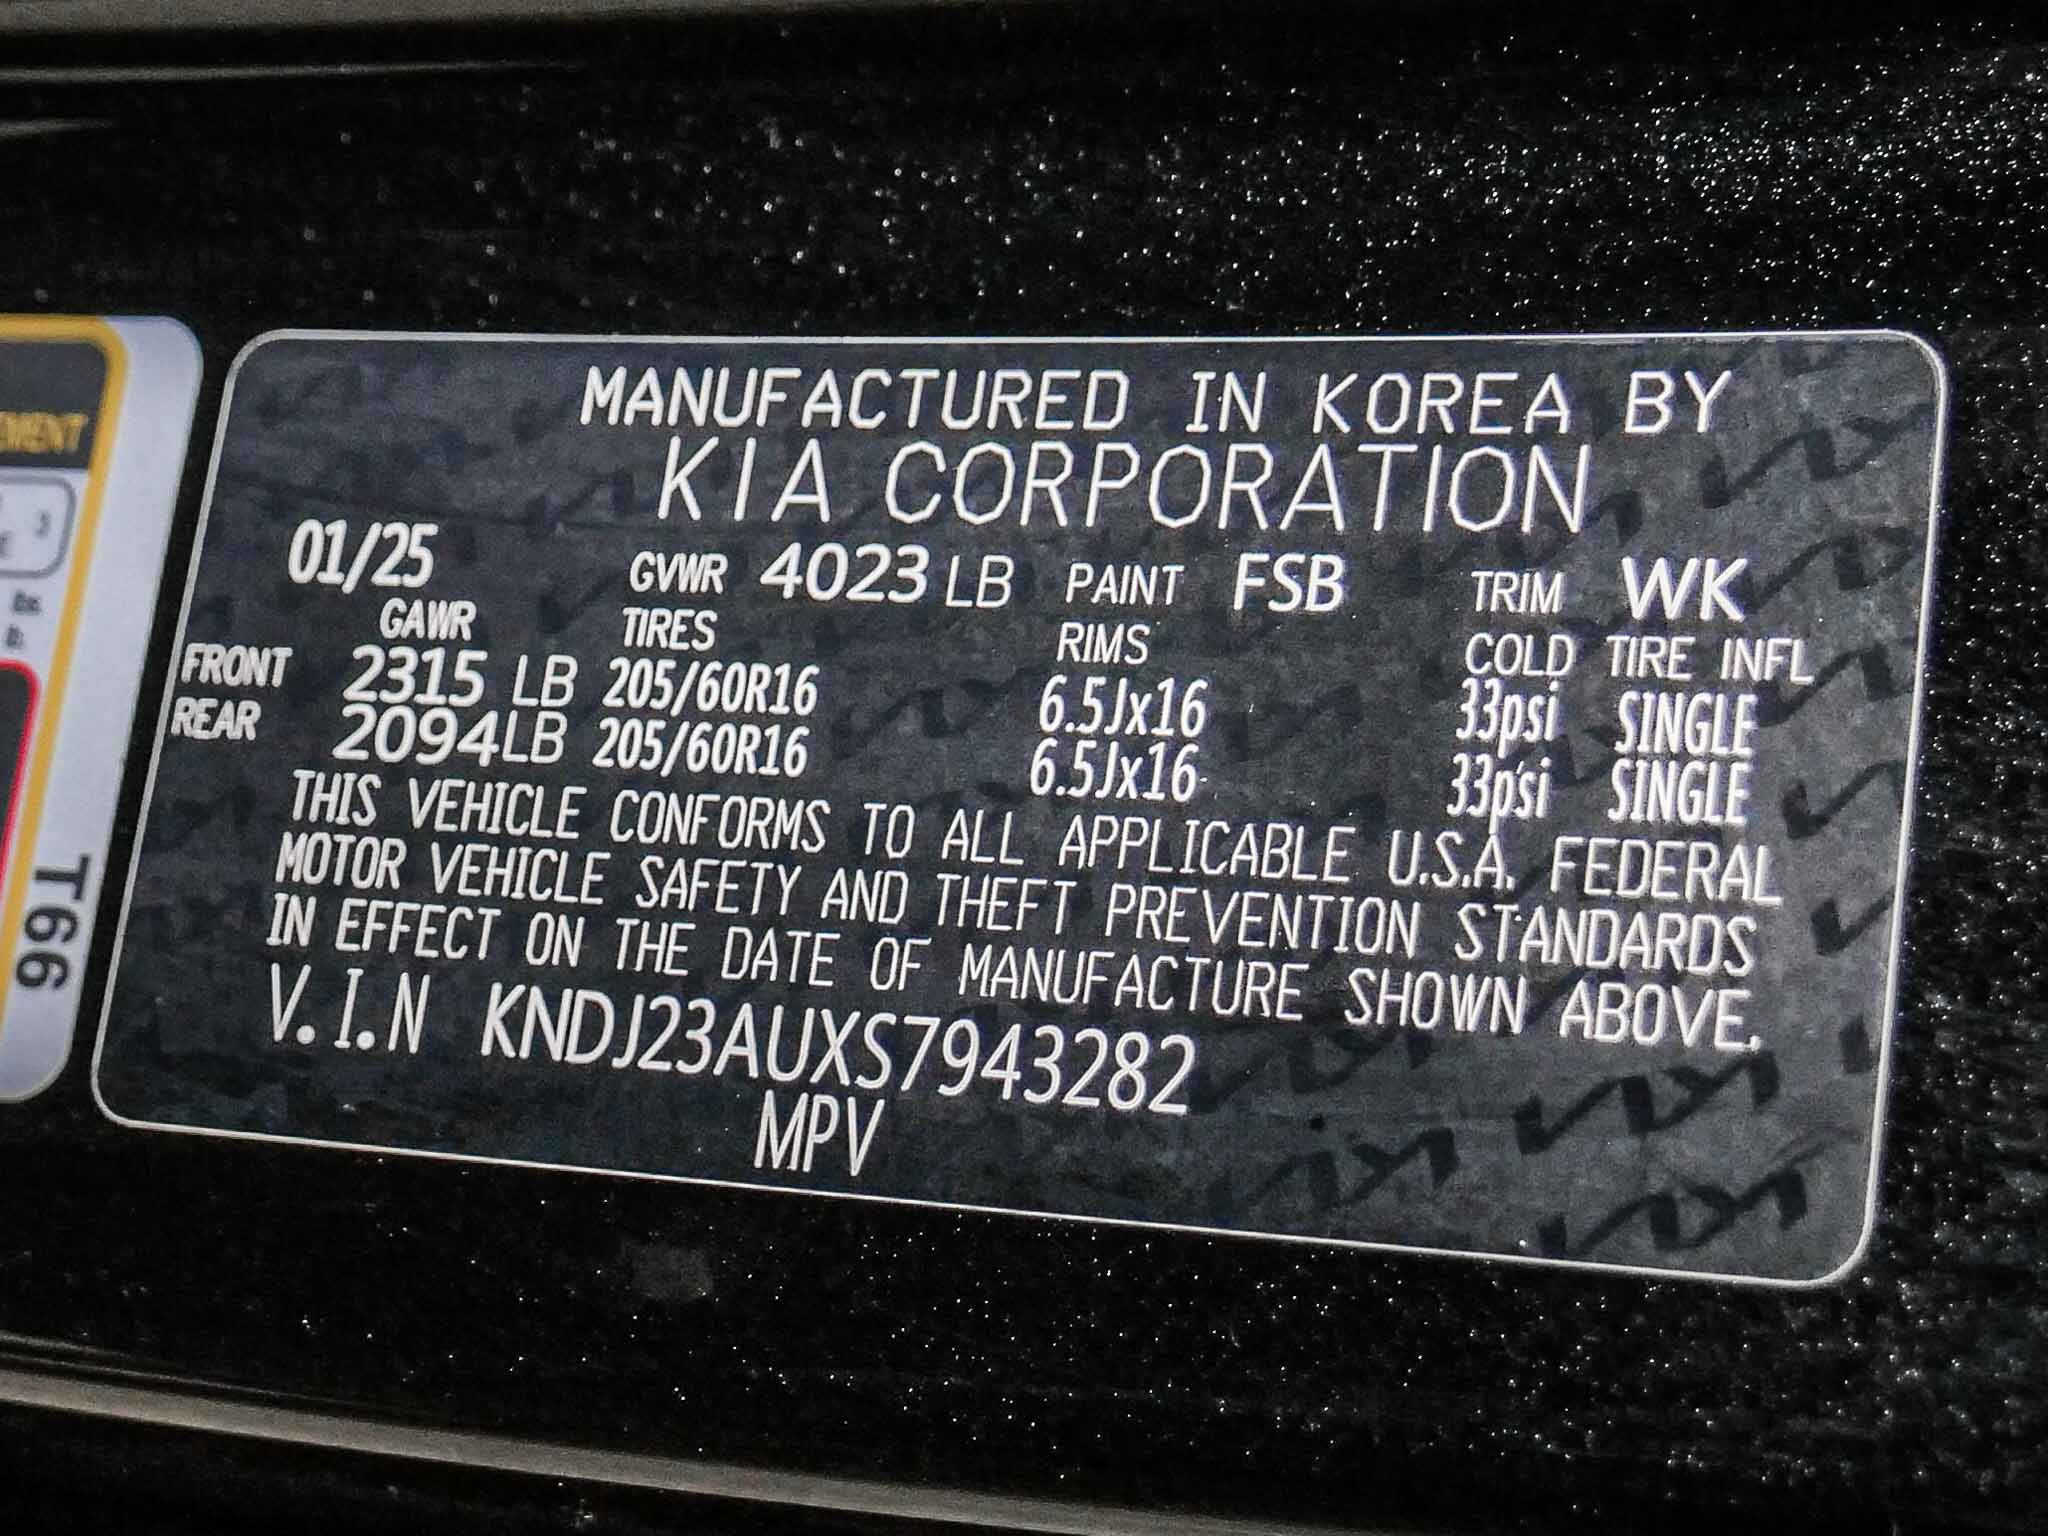 MANUFACTURED IN KOREA BY
KIA CORPORATION
01/25 GVWR 4023 LB PAINT FSB TRIM WK
GAWR TIRES RIMS COLD TIRE INFL
FRONT 2315 LB 205/60R16 6.5Jx16 33psi SINGLE
REAR 2094 LB 205/60R16 6.5Jx16 33psi SINGLE
THIS VEHICLE CONFORMS TO ALL APPLICABLE U.S.A. FEDERAL
MOTOR VEHICLE SAFETY AND THEFT PREVENTION STANDARDS
IN EFFECT ON THE DATE OF MANUFACTURE SHOWN ABOVE.
V.I.N KNDJ23AUXS7943282
MPV
3
T66